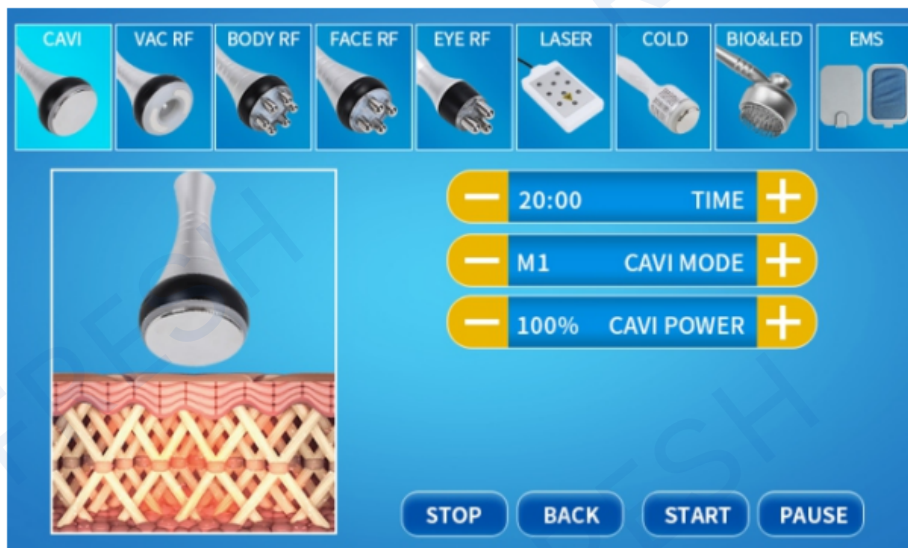 CAVI
VAC RF
BODY RF
FACE RF
EYE RF
LASER
COLD
BIO&LED
EMS
20:00 TIME
M1 CAVI MODE
100% CAVI POWER
STOP
BACK
START
PAUSE